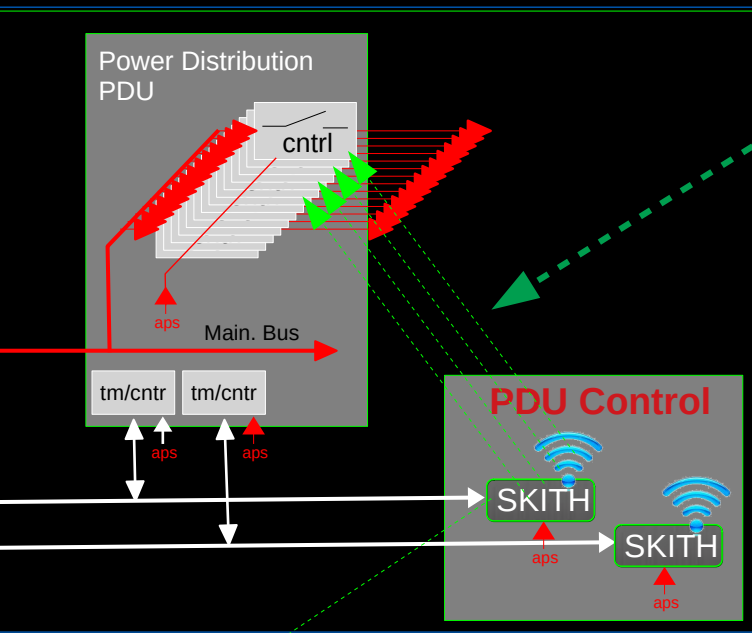 Power Distribution
PDU
cntrl
aps
Main. Bus
tm/cntr
tm/cntr
aps
aps
PDU Control
SKITH
SKITH
aps
aps